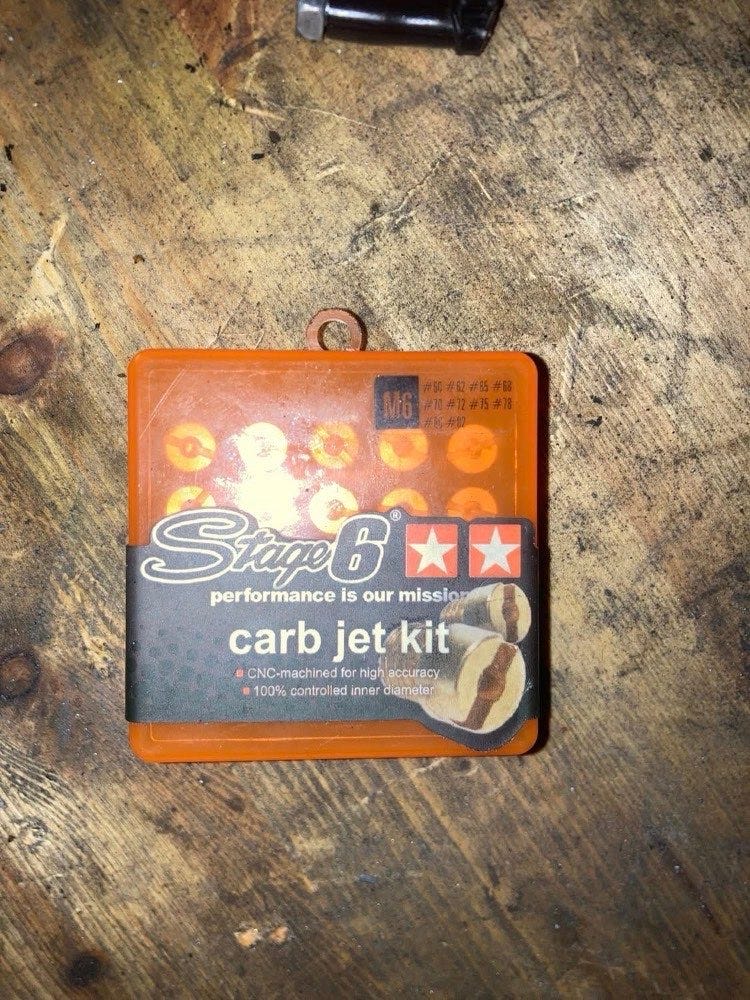 M6
#60 #62 #65 #68
#70 #72 #75 #78
#80 #82
Stage6®
performance is our mission
carb jet kit
CNC-machined for high accuracy
100% controlled inner diameter